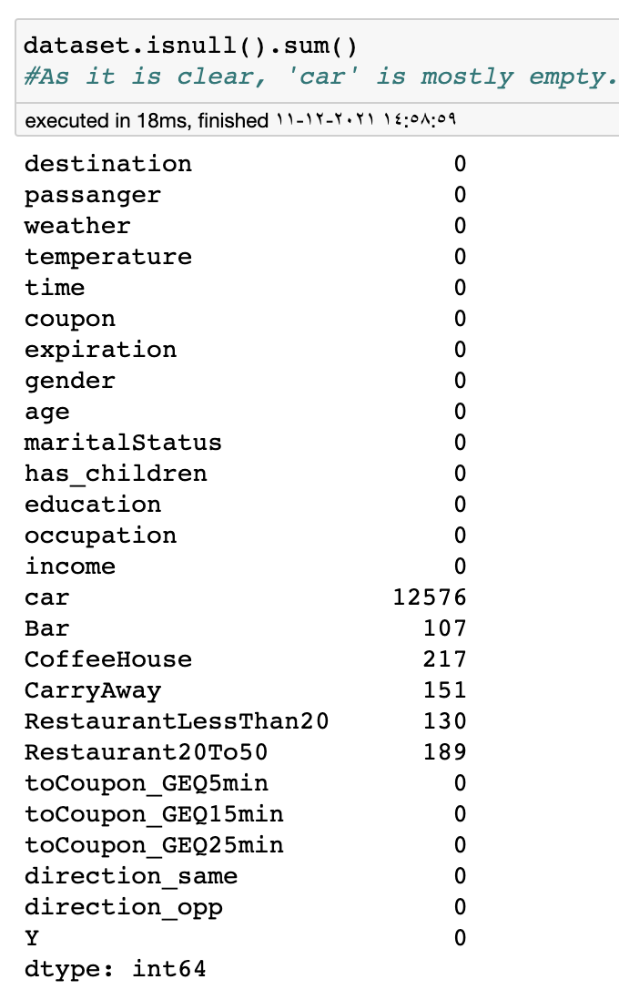 dataset.isnull().sum()
#As it is clear, 'car' is mostly empty.
executed in 18ms, finished ١١-١٢-٢٠٢١ ١٤:٥٨:٥٩
destination 0
passanger 0
weather 0
temperature 0
time 0
coupon 0
expiration 0
gender 0
age 0
maritalStatus 0
has_children 0
education 0
occupation 0
income 0
car 12576
Bar 107
CoffeeHouse 217
CarryAway 151
RestaurantLessThan20 130
Restaurant20To50 189
toCoupon_GEQ5min 0
toCoupon_GEQ15min 0
toCoupon_GEQ25min 0
direction_same 0
direction_opp 0
Y 0
dtype: int64